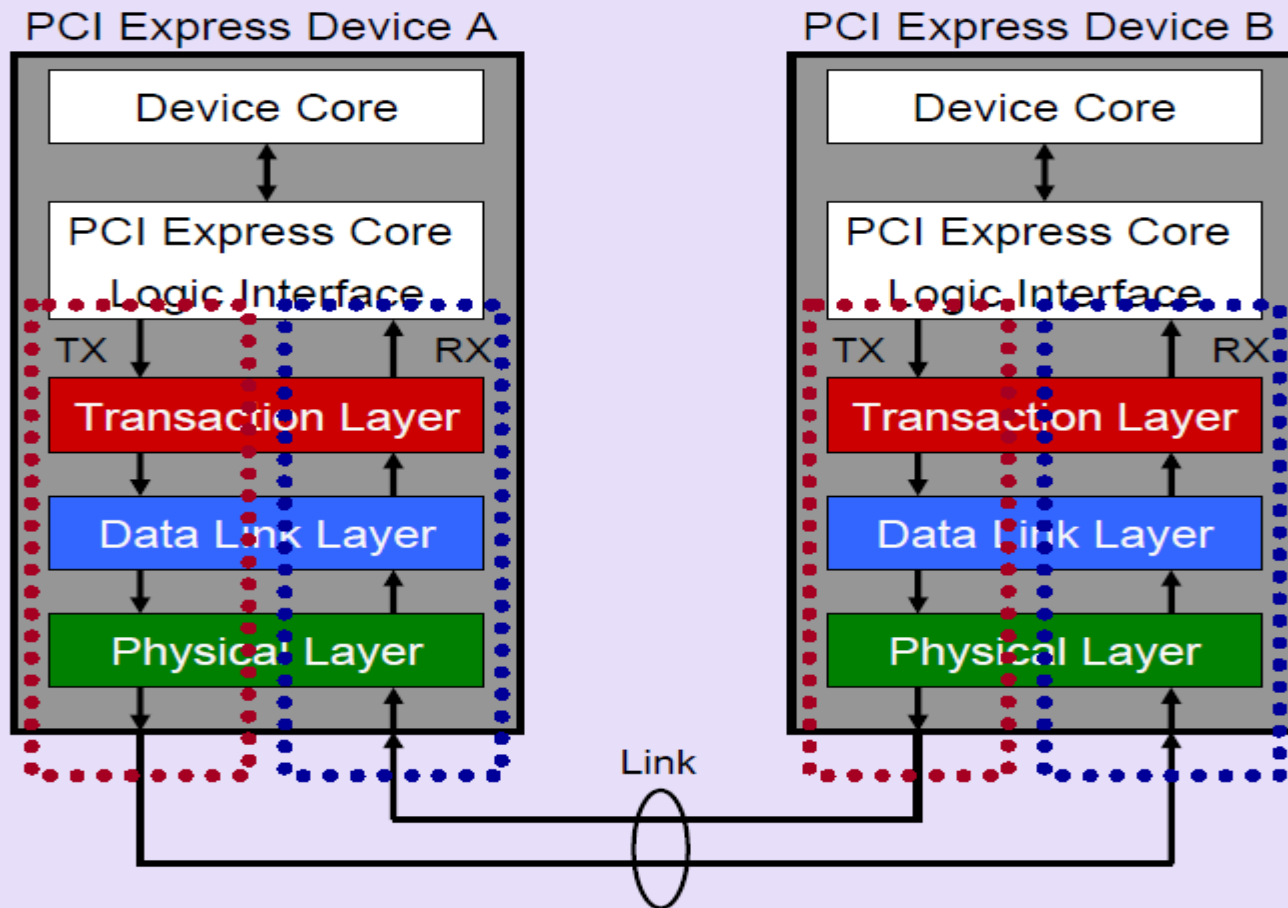 PCI Express Device A
Device Core
PCI Express Core
Logic Interface
TX
RX
Transaction Layer
Data Link Layer
Physical Layer
PCI Express Device B
Device Core
PCI Express Core
Logic Interface
TX
RX
Transaction Layer
Data Link Layer
Physical Layer
Link